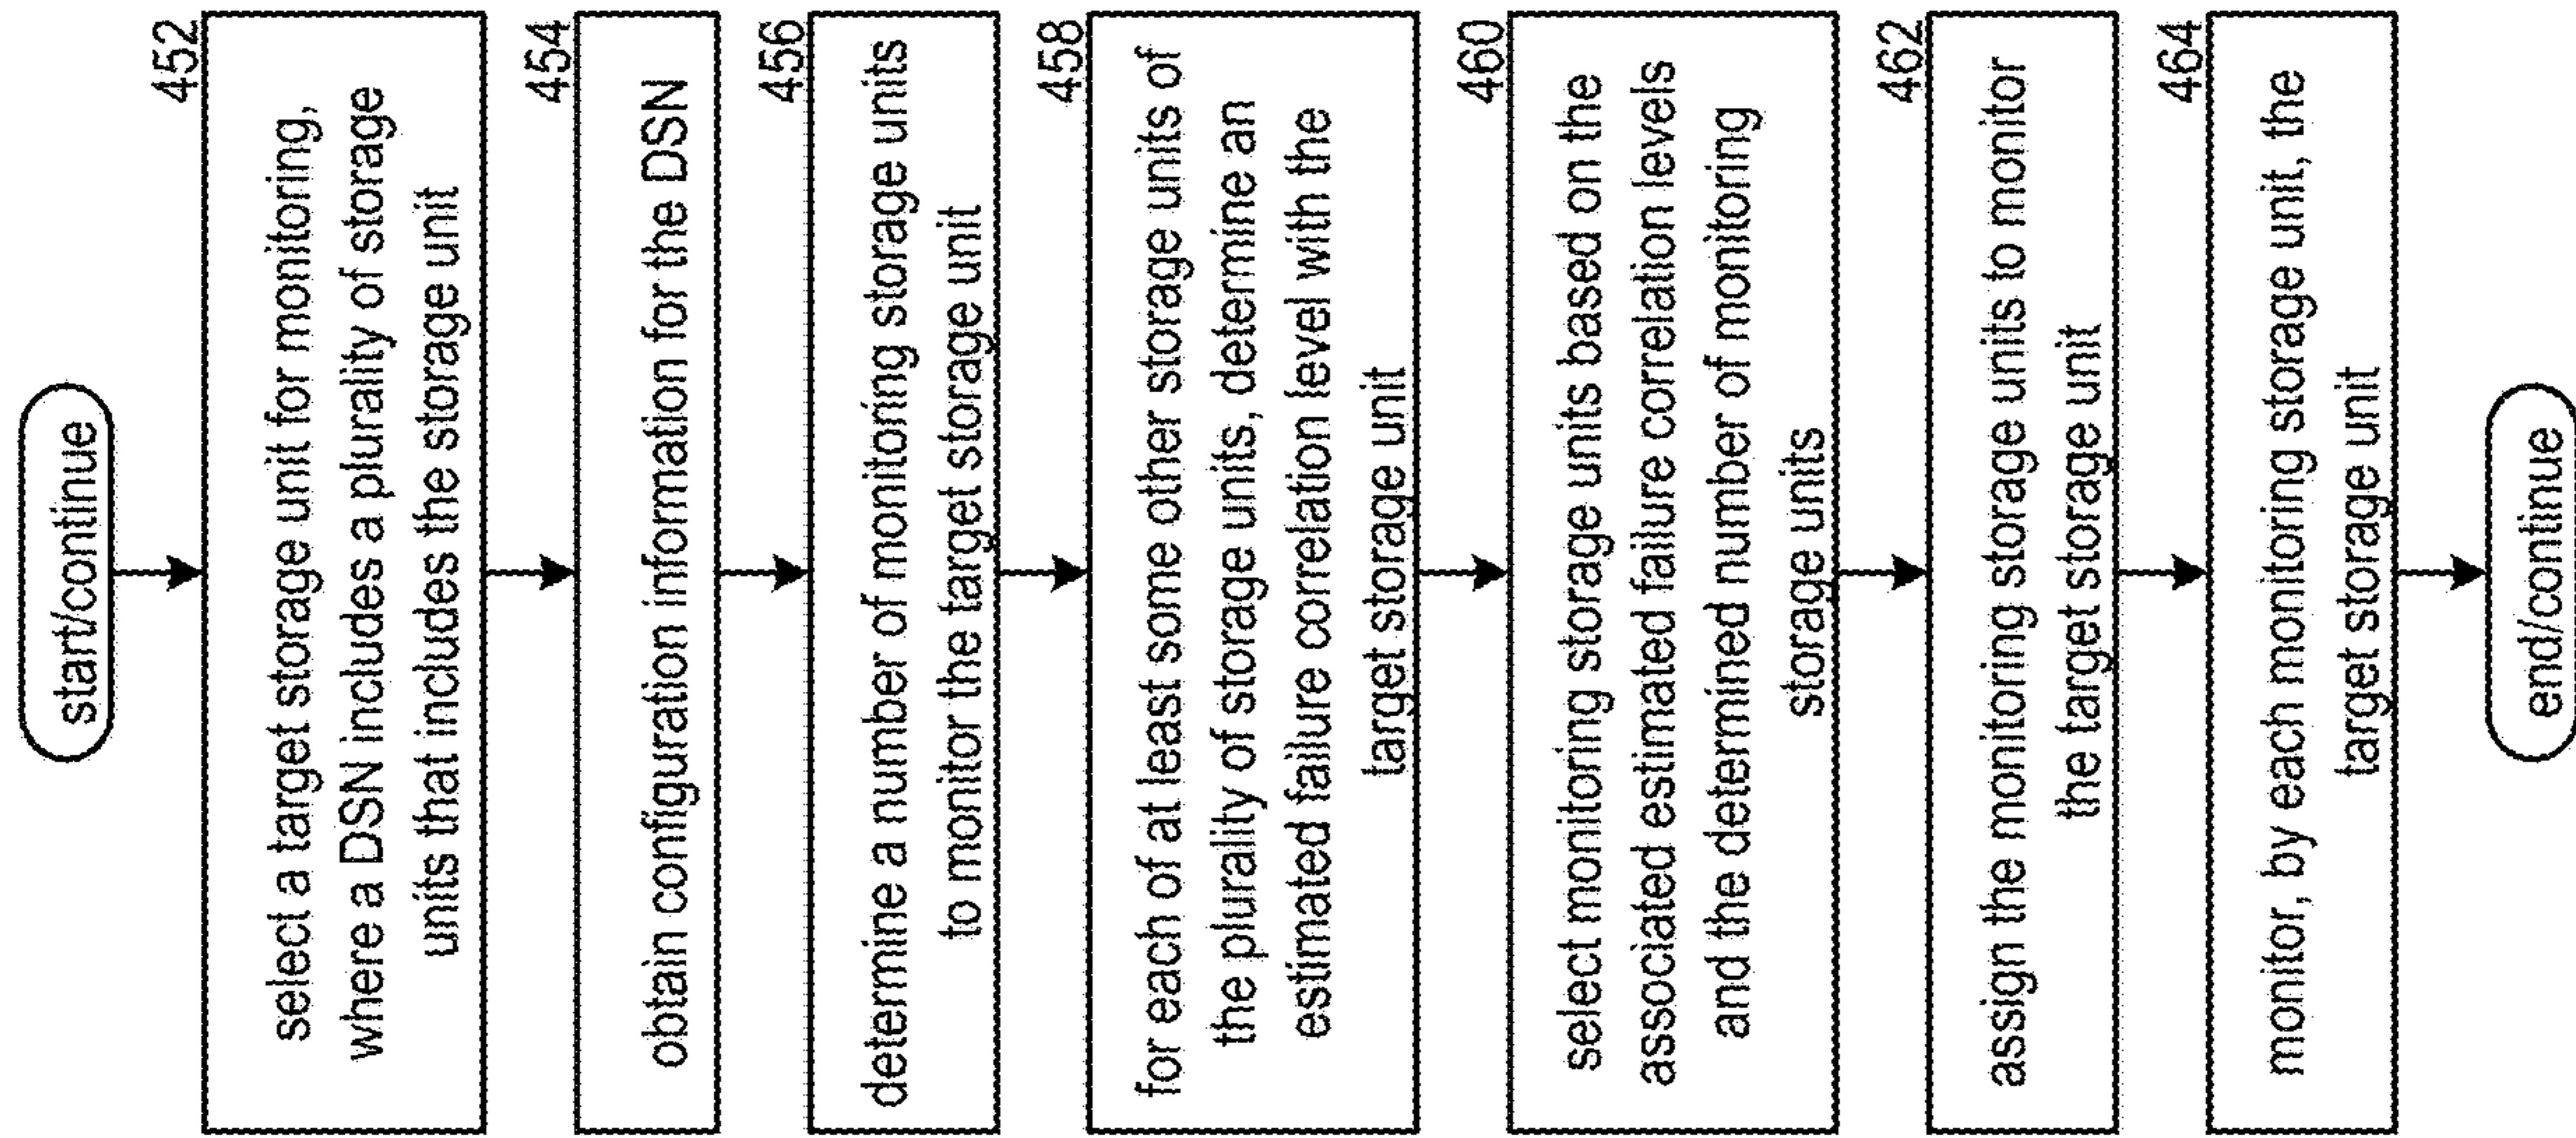 start/continue
452
select a target storage unit for monitoring,
where a DSN includes a plurality of storage
units that includes the storage unit
454
obtain configuration information for the DSN
456
determine a number of monitoring storage units
to monitor the target storage unit
458
for each of at least some other storage units of
the plurality of storage units, determine an
estimated failure correlation level with the
target storage unit
460
select monitoring storage units based on the
associated estimated failure correlation levels
and the determined number of monitoring
storage units
462
assign the monitoring storage units to monitor
the target storage unit
464
monitor, by each monitoring storage unit, the
target storage unit
end/continue